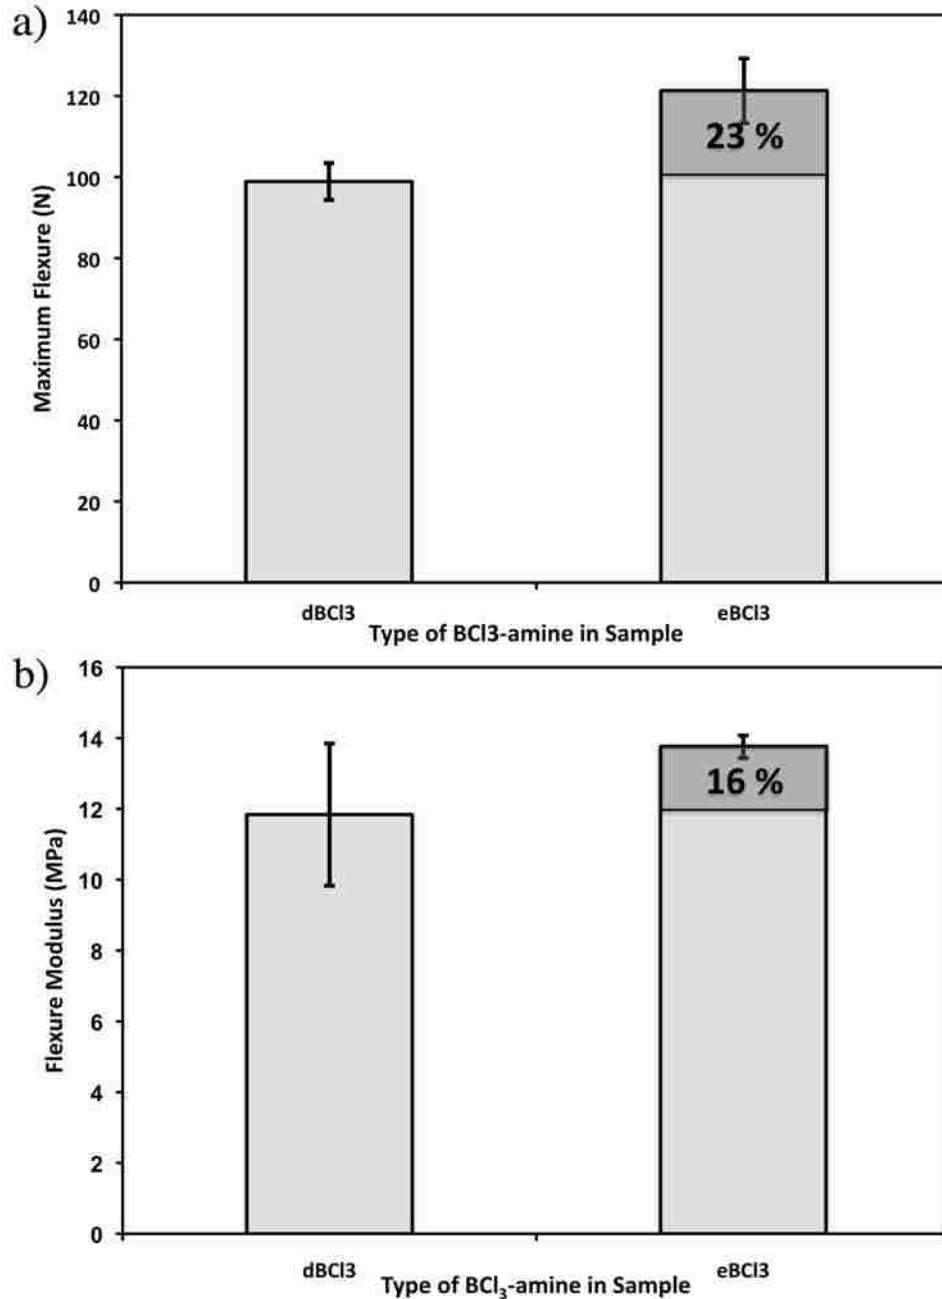 a)
Maximum Flexure (N)
140
120
100
80
60
40
20
0
23 %
dBCl3
eBCl3
Type of BCl3-amine in Sample
b)
Flexure Modulus (MPa)
16
14
12
10
8
6
4
2
0
16 %
dBCl3
eBCl3
Type of BCl₃-amine in Sample